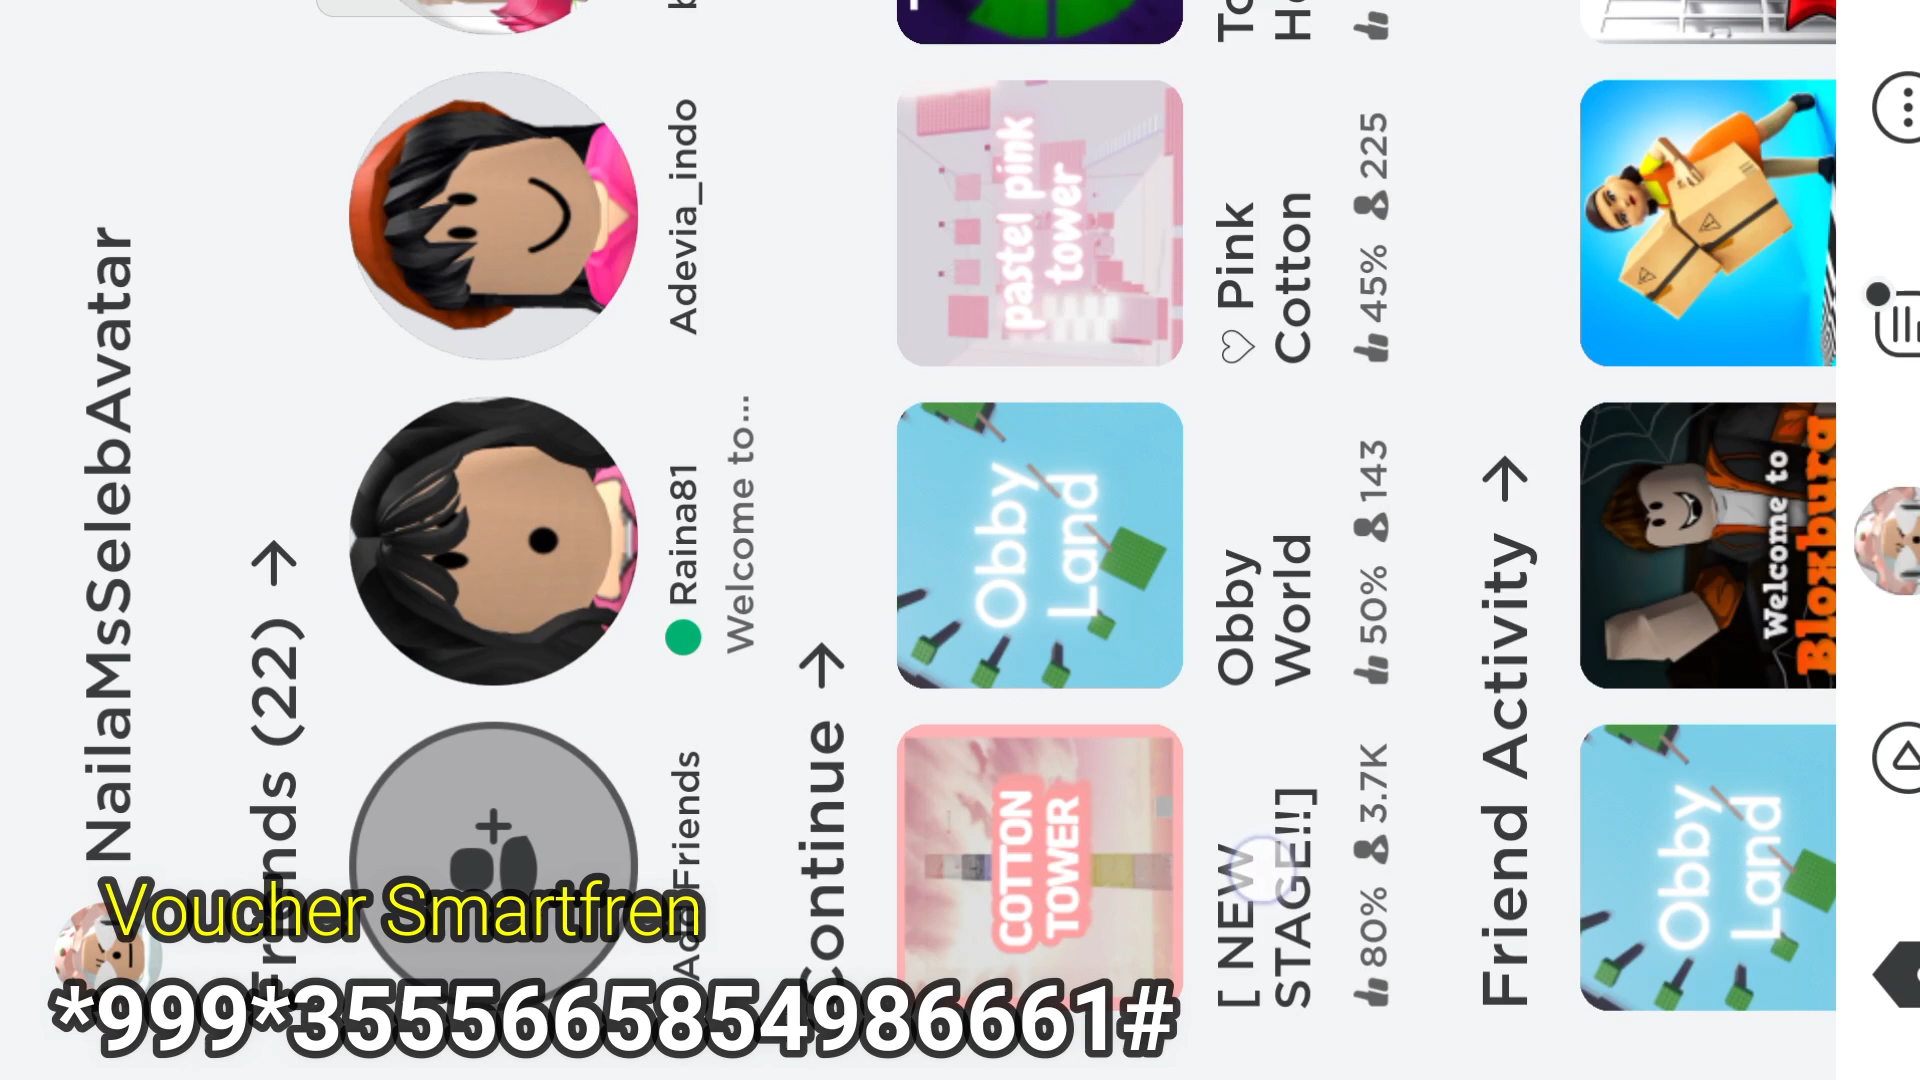 NailaMsSelebAvatar
Friends (22) →
Add Friends
Raina81
Welcome to...
Adevia_indo
Continue →
COTTON
TOWER
Obby
Land
pastel pink
tower
[ NEW
STAGE!!!]
80% 3.7K
Obby
World
50% 143
♡ Pink
Cotton
45% 225
Friend Activity →
Obby
Land
Welcome to
Bloxburg
Voucher Smartfren
*999*3555665854986661#